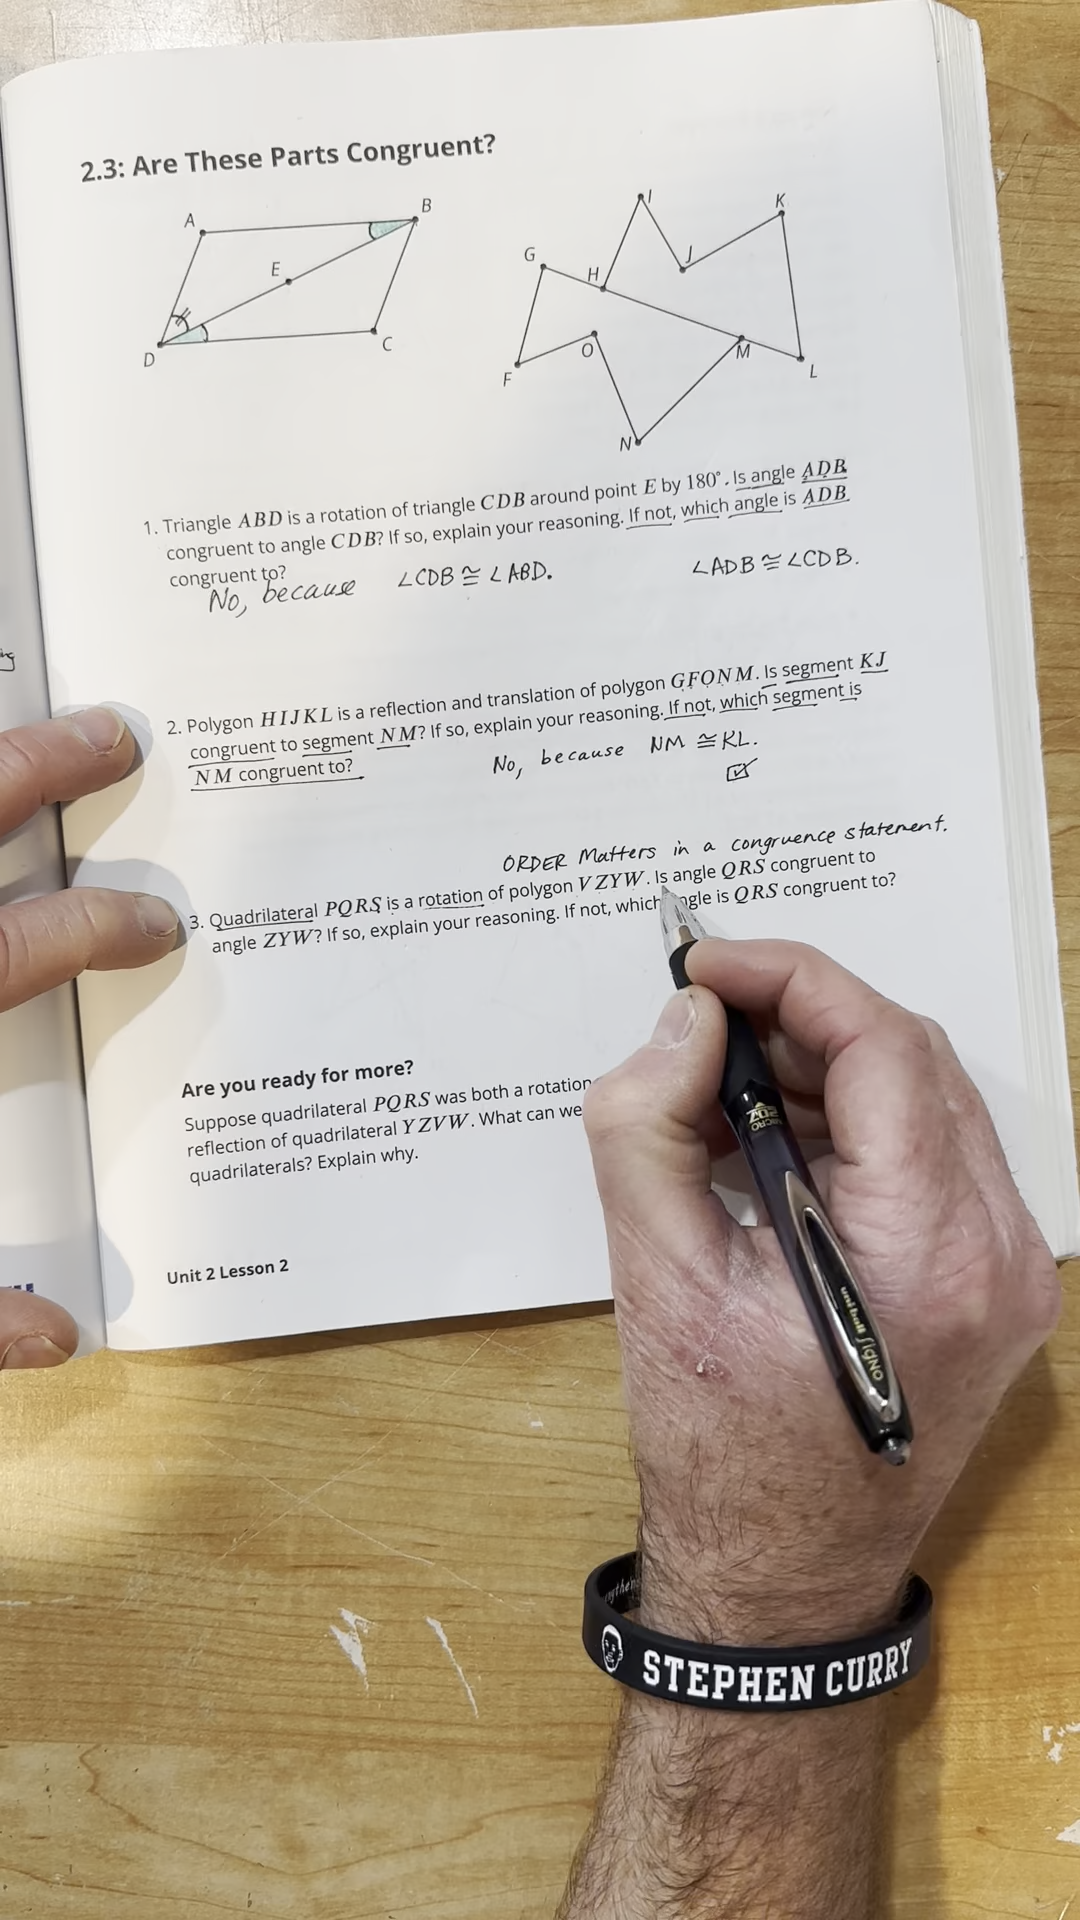 2.3: Are These Parts Congruent?
A
B
E
D
C
I
K
G
H
J
O
M
F
L
N
1. Triangle ABD is a rotation of triangle CDB around point E by 180°. Is angle ADB
congruent to angle CDB? If so, explain your reasoning. If not, which angle is ADB
congruent to?
No, because ∠CDB ≅ ∠ABD. ∠ADB ≅ ∠CDB.
2. Polygon HIJKL is a reflection and translation of polygon GFONM. Is segment KJ
congruent to segment NM? If so, explain your reasoning. If not, which segment is
NM congruent to?
No, because NM ≅ KL.
ORDER Matters in a congruence statement.
3. Quadrilateral PQRS is a rotation of polygon VZYW. Is angle QRS congruent to
angle ZYW? If so, explain your reasoning. If not, which angle is QRS congruent to?
Are you ready for more?
Suppose quadrilateral PQRS was both a rotation
reflection of quadrilateral YZVW. What can we
quadrilaterals? Explain why.
Unit 2 Lesson 2
MICRO
207
uni-ball SIGNO
STEPHEN CURRY